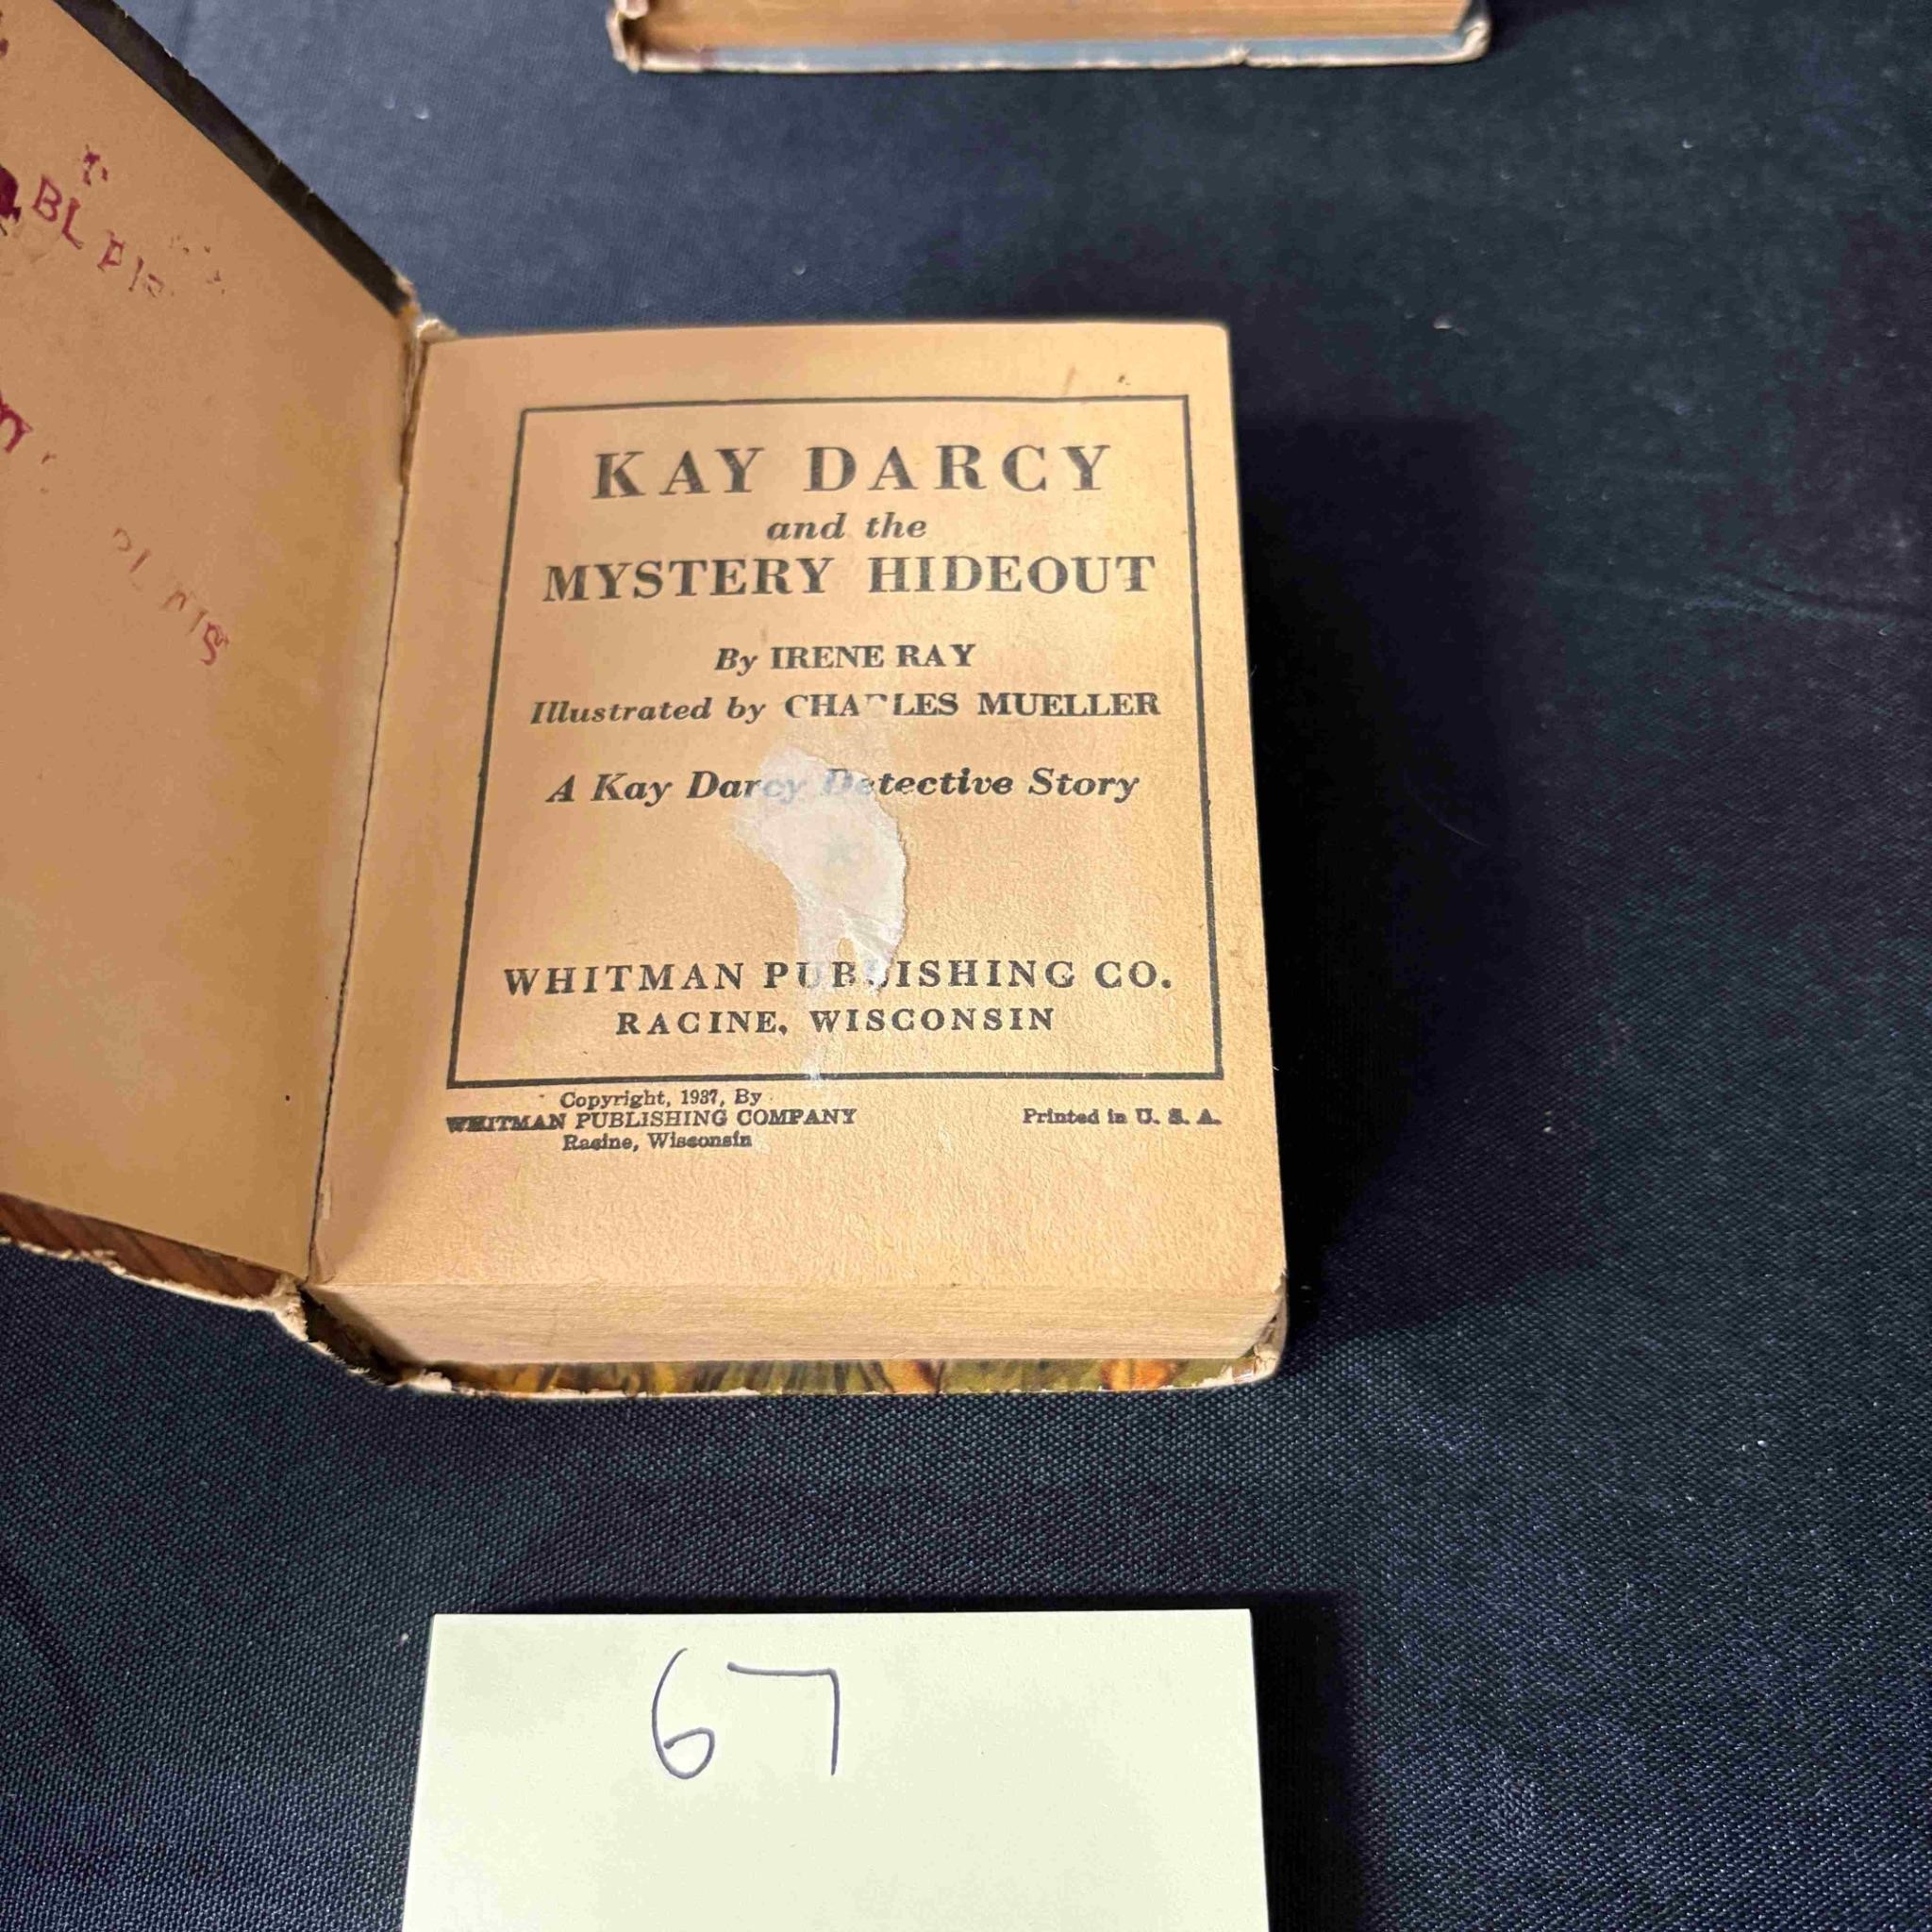 KAY DARCY
and the
MYSTERY HIDEOUT
By IRENE RAY
Illustrated by CHARLES MUELLER
A Kay Darcy Detective Story
WHITMAN PUBLISHING CO.
RACINE, WISCONSIN
Copyright, 1937, By
WHITMAN PUBLISHING COMPANY
Racine, Wisconsin
Printed in U. S. A.
67